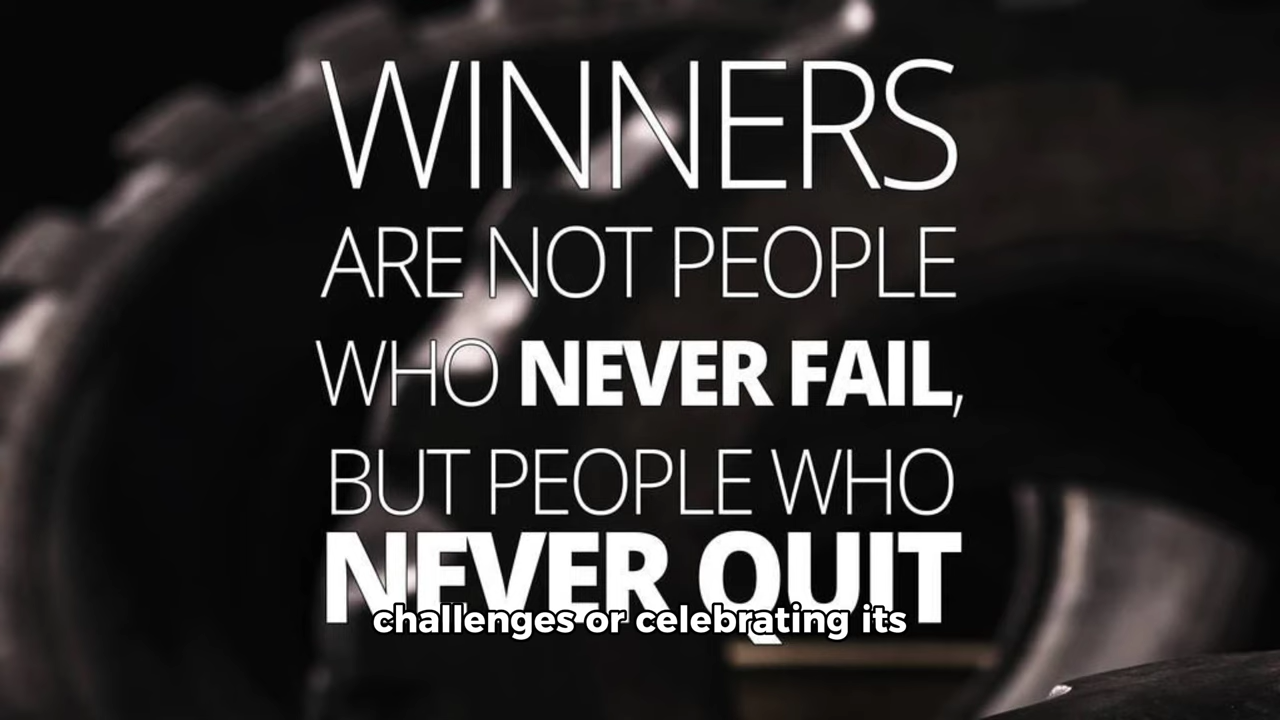 WINNERS
ARE NOT PEOPLE
WHO NEVER FAIL,
BUT PEOPLE WHO
NEVER QUIT
challenges or celebrating its